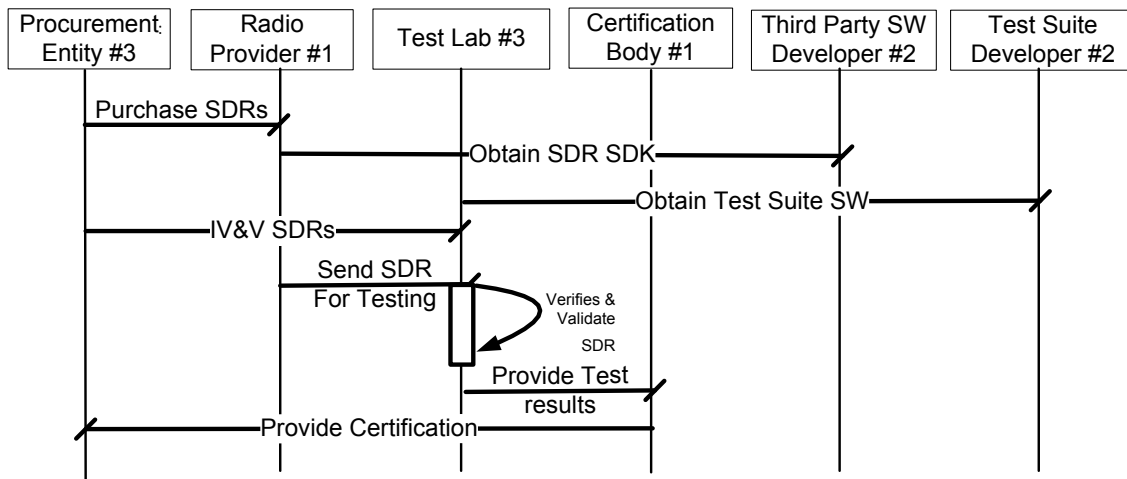 Procurement
Entity #3
Radio
Provider #1
Test Lab #3
Certification
Body #1
Third Party SW
Developer #2
Test Suite
Developer #2
Purchase SDRs
Obtain SDR SDK
Obtain Test Suite SW
IV&V SDRs
Send SDR
For Testing
Verifies &
Validate
SDR
Provide Test
results
Provide Certification